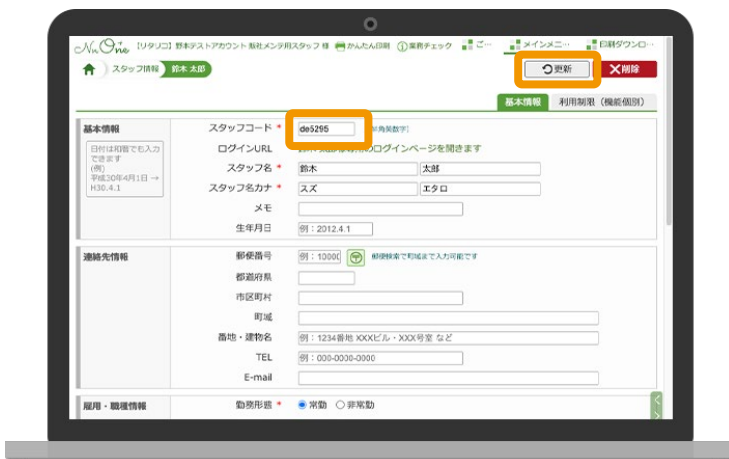 NuOne 【リリコ】野本テストアカウント 販社メンテ用スタッフ 様 かんたん印刷 業務チェック ご… メインメニ… 印刷ダウンロ…
スタッフ情報 鈴木 太郎 更新 削除
基本情報 利用制限（機能個別）
基本情報 スタッフコード * de5295 [半角英数字]
日付は和暦でも入力できます
(例)
平成30年4月1日 → H30.4.1
ログインURL のログインページを開きます
スタッフ名 * 鈴木 太郎
スタッフ名カナ * スズ エタロ
メモ
生年月日 例：2012.4.1
連絡先情報 郵便番号 例：1000 郵便検索で町域まで入力可能です
都道府県
市区町村
町域
番地・建物名 例：1234番地 XXXビル・XXX号室 など
TEL 例：000-0000-0000
E-mail
雇用・職種情報 勤務形態 * 常勤 非常勤